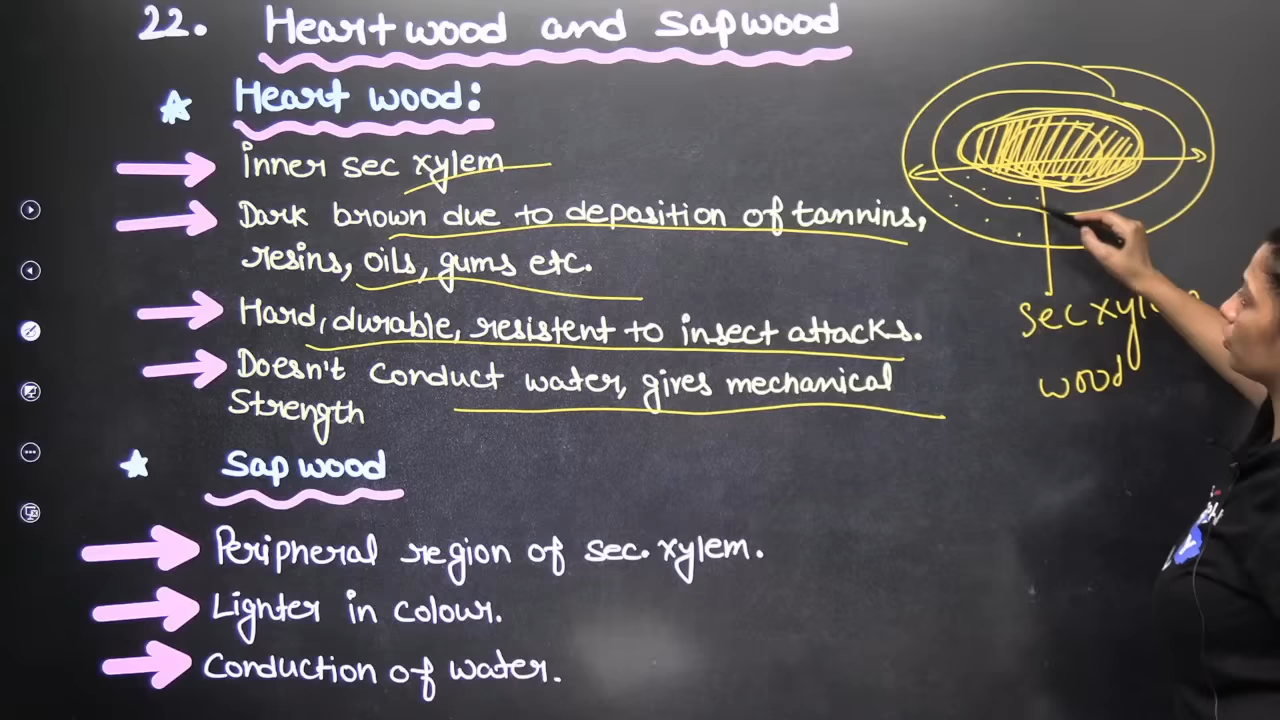 22. Heartwood and Sapwood
Heart wood:
Inner sec xylem
Dark brown due to deposition of tannins,
resins, oils, gums etc.
Hard, durable, resistent to insect attacks.
Doesn't conduct water, gives mechanical
Strength
Sap wood
Peripheral region of sec. xylem.
Lighter in colour.
Conduction of water.
sec
wood